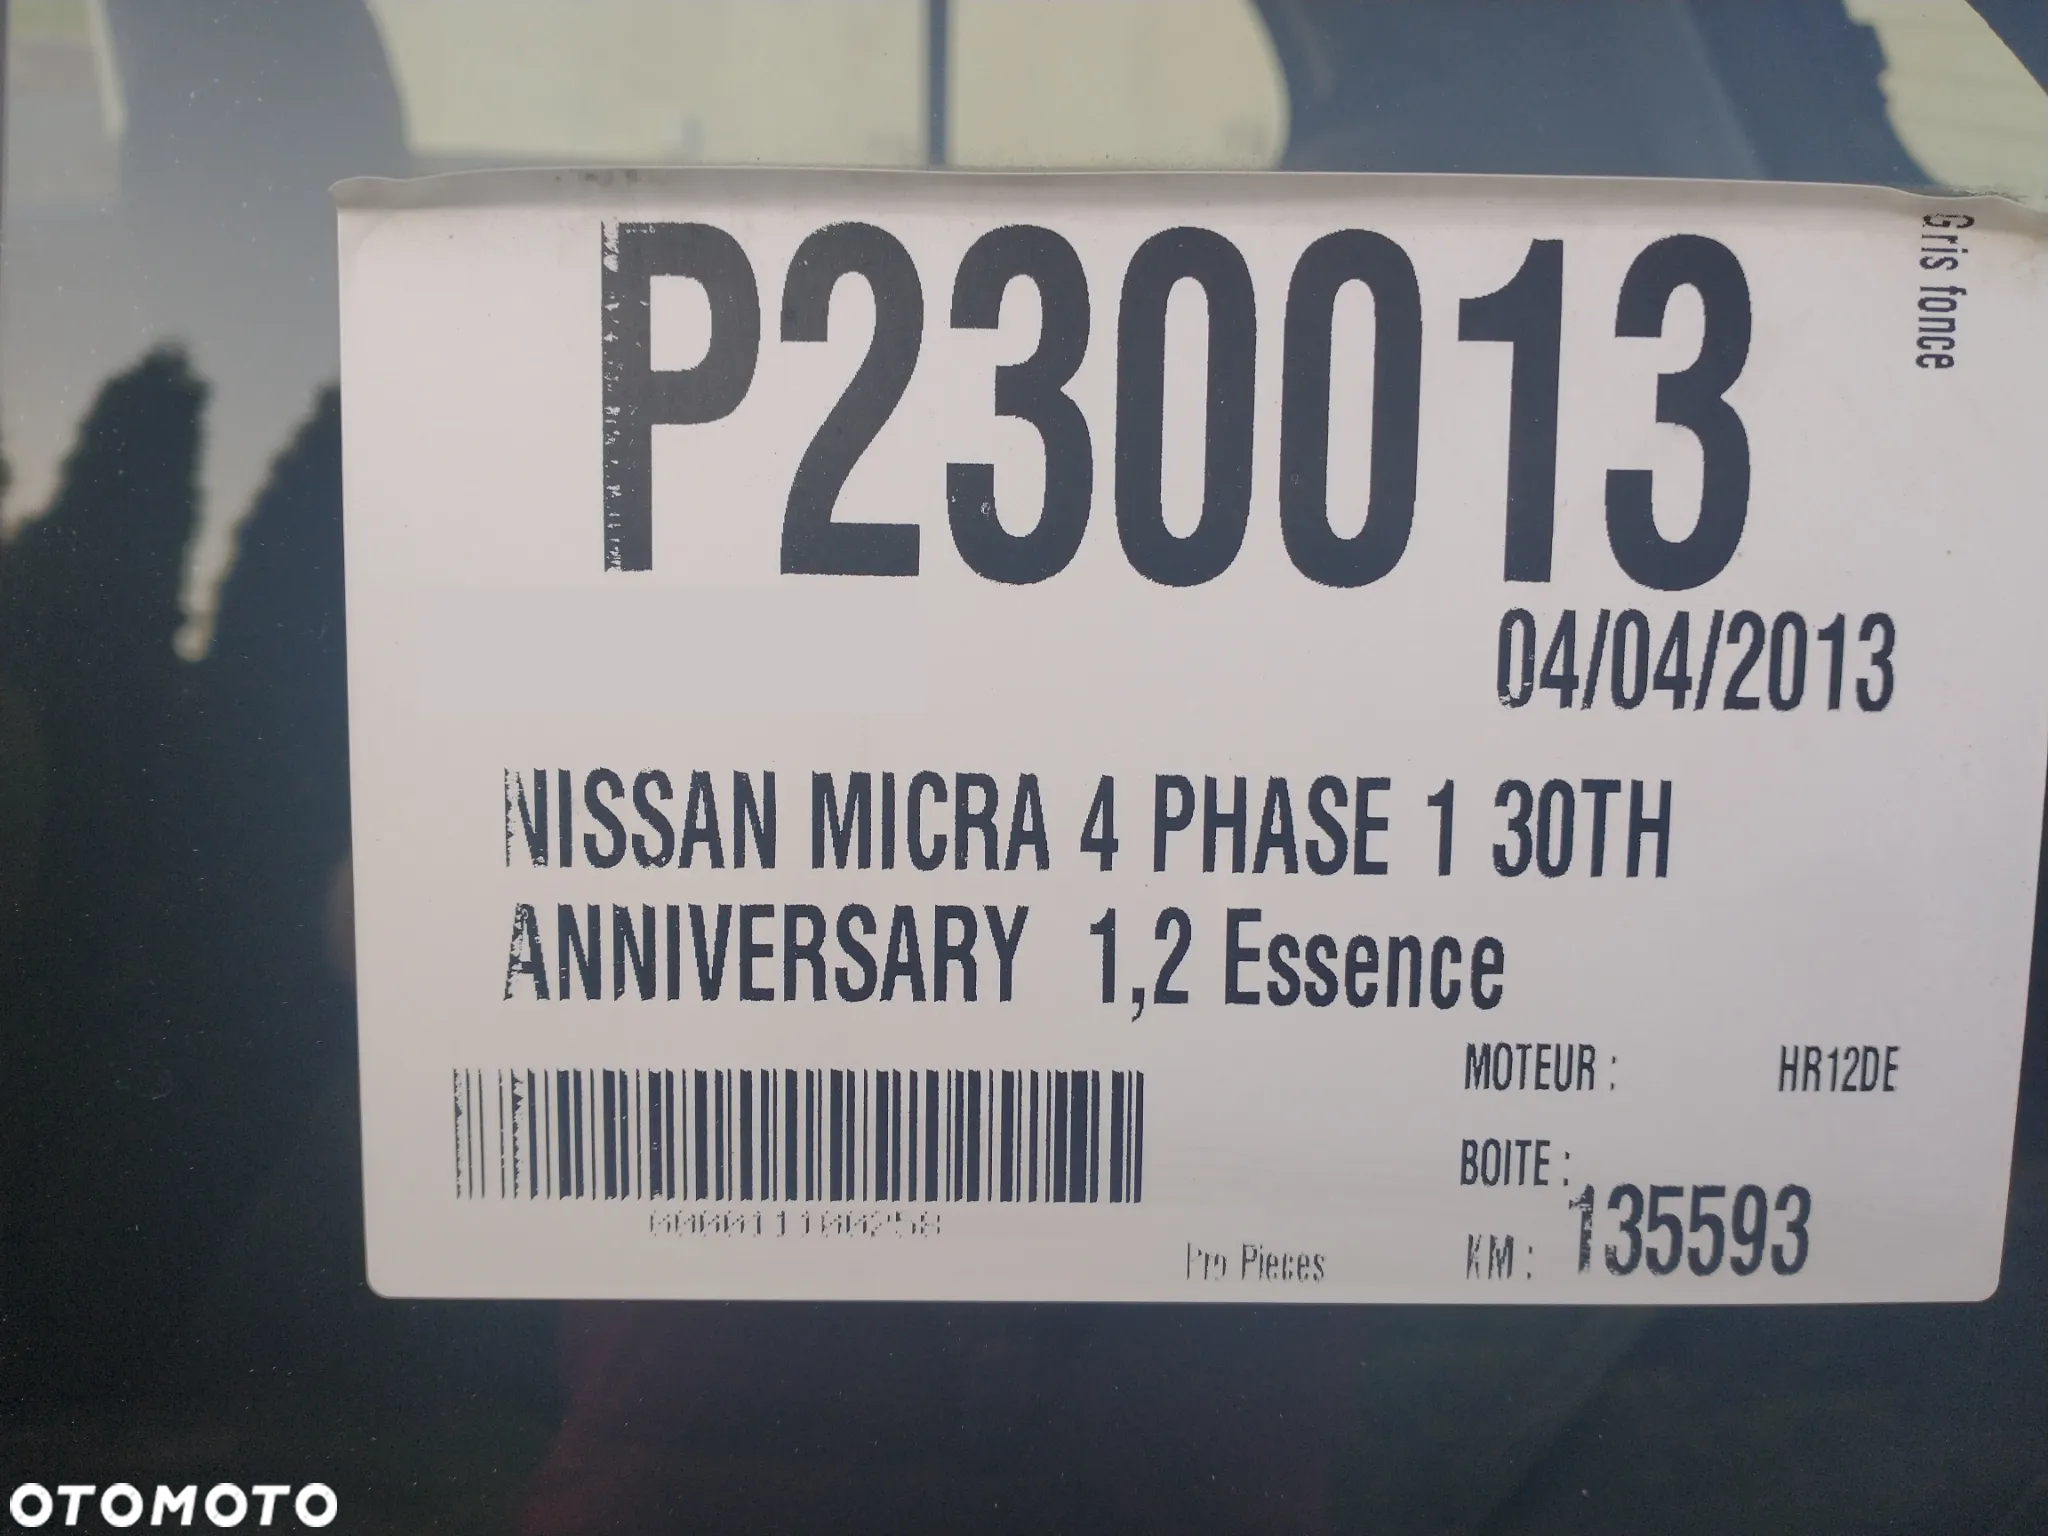 P230013
Gris fonce
04/04/2013
NISSAN MICRA 4 PHASE 1 30TH
ANNIVERSARY 1,2 Essence
MOTEUR : HR12DE
BOITE :
000011100258
Pro Pieces
KM : 135593
OTOMOTO